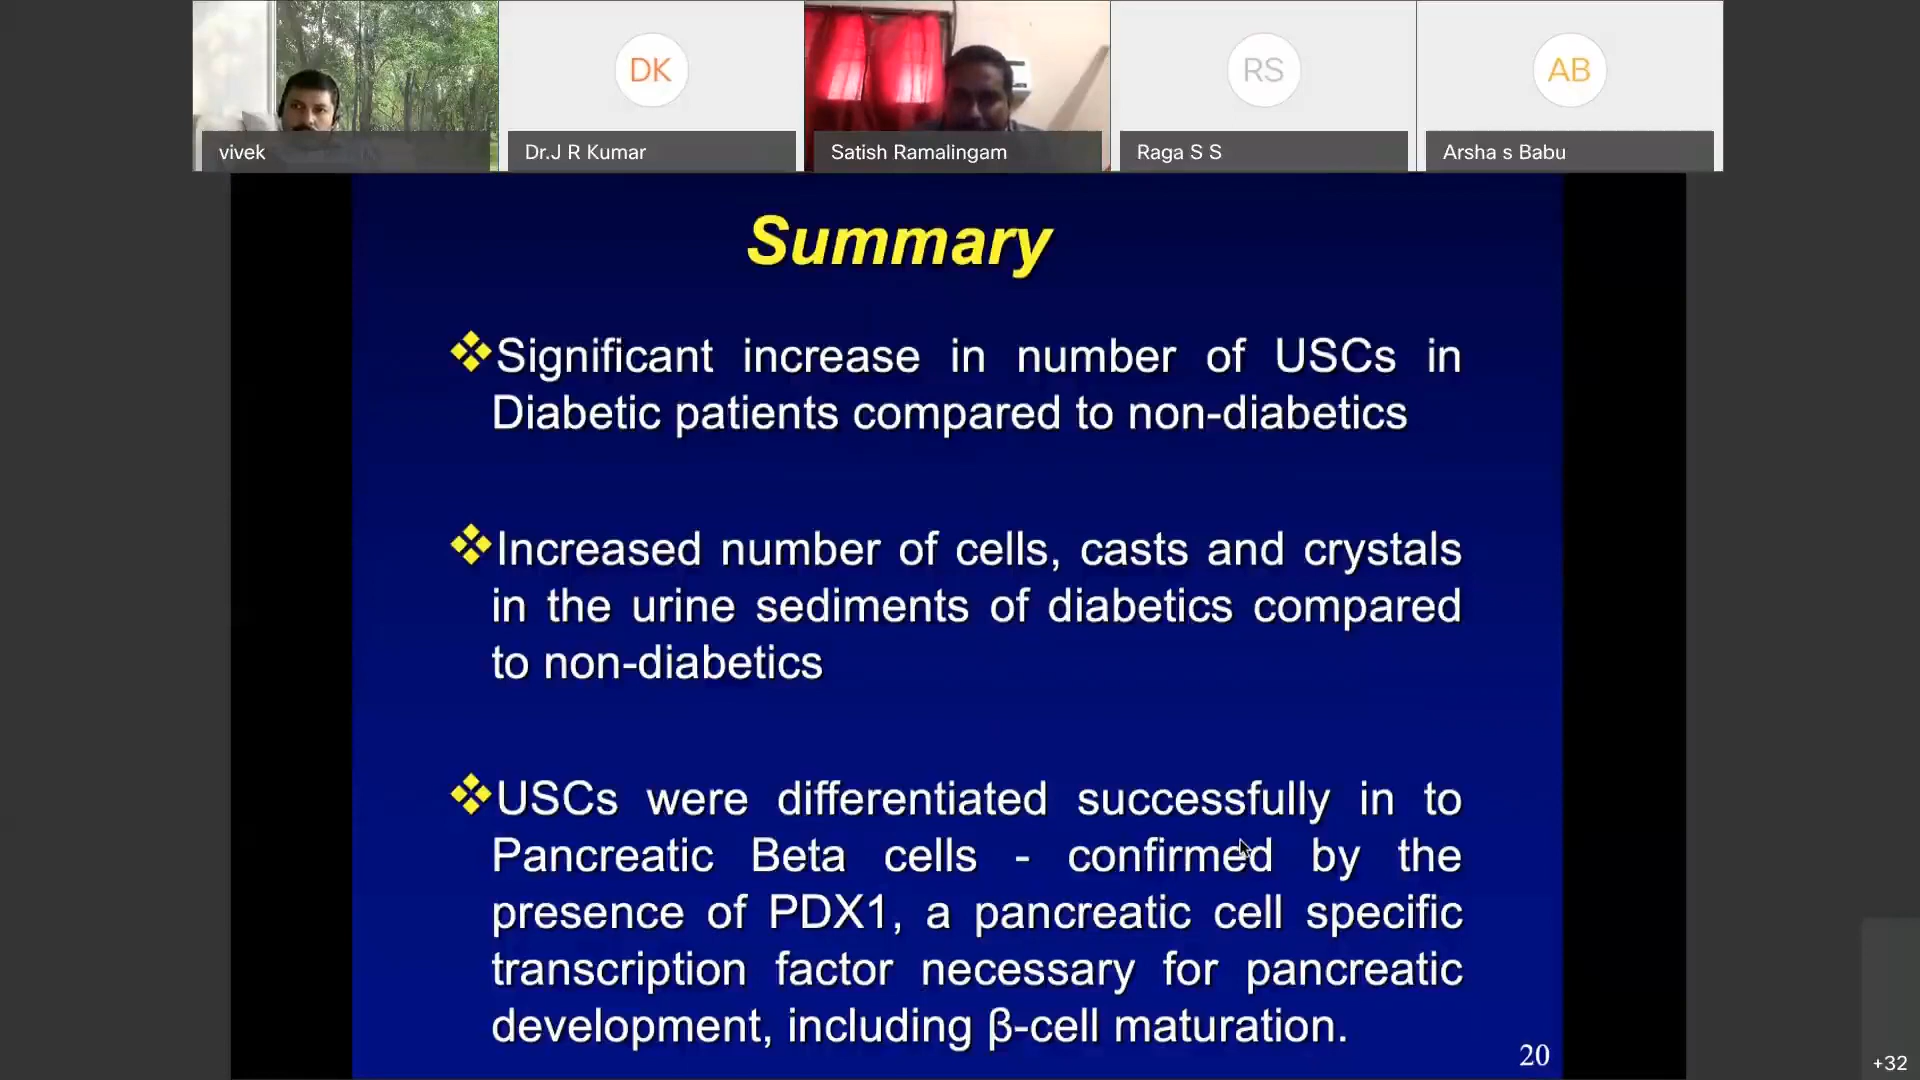 DK
RS
AB
vivek
Dr.J R Kumar
Satish Ramalingam
Raga S S
Arsha s Babu
Summary
Significant increase in number of USCs in
Diabetic patients compared to non-diabetics
Increased number of cells, casts and crystals
in the urine sediments of diabetics compared
to non-diabetics
USCs were differentiated successfully in to
Pancreatic Beta cells - confirmed by the
presence of PDX1, a pancreatic cell specific
transcription factor necessary for pancreatic
development, including β-cell maturation.
20
+32